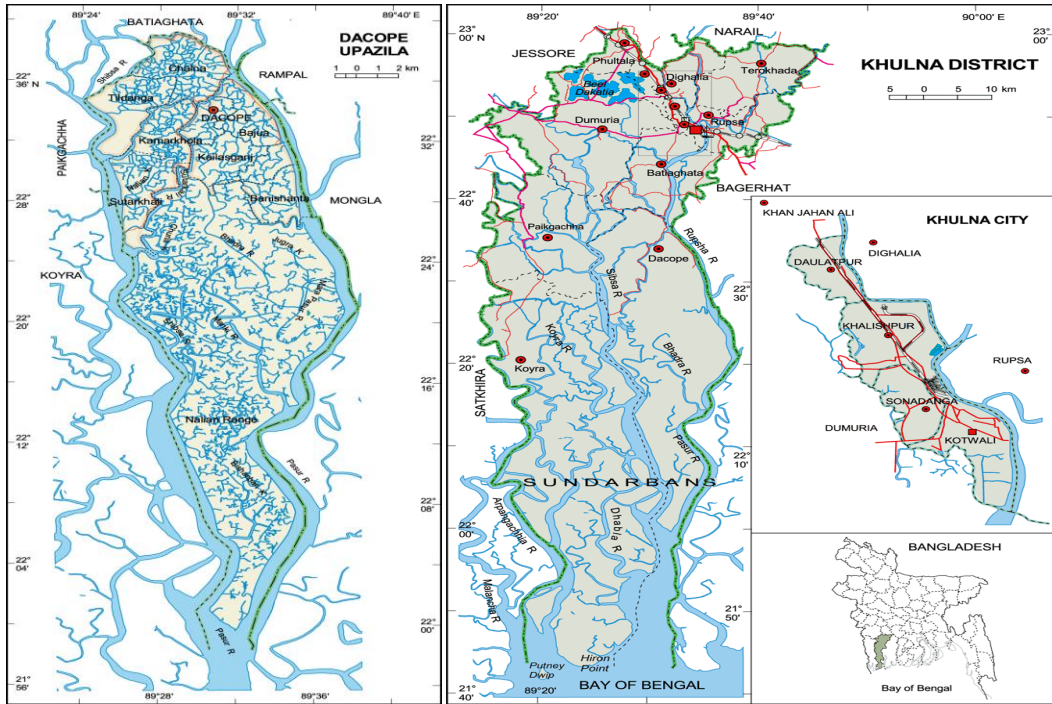 89°24'
89°32'
89°40' E
BATIAGHATA
DACOPE
UPAZILA
1 0 1 2 km
RAMPAL
Shibsa R
Chalna
22°
36' N
Tildanga
DACOPE
Kamarkhola
Bajua
Kailasganj
PAIKGACHHA
22°
32'
22°
28'
Sutarkhali
Banishanta
MONGLA
Bhadra R
Jugra K
KOYRA
22°
24'
22°
20'
22°
16'
Nalian Range
22°
12'
Pasur R
22°
08'
22°
04'
22°
00'
Pasur R
21°
56'
89°28'
89°36'
89°20'
89°40'
90°00' E
23°
00' N
23°
00'
JESSORE
NARAIL
Phultala
Dighalia
Terokhada
Beel
Dakatia
KHULNA DISTRICT
5 0 5 10 km
Dumuria
Rupsa
Batiaghata
BAGERHAT
22°
40'
Paikgachha
Dacope
Rupsha R
Sibsa R
22°
30'
Koyra R
Bhadra R
22°
20'
Koyra
SATKHIRA
Pasur R
22°
10'
SUNDARBANS
Arpangachhia R
Dhabla R
22°
00'
Malancha R
21°
50'
Putney
Dwip
Hiron
Point
21°
40'
89°20'
BAY OF BENGAL
KHAN JAHAN ALI
KHULNA CITY
DIGHALIA
DAULATPUR
KHALISHPUR
RUPSA
SONADANGA
DUMURIA
KOTWALI
BANGLADESH
Bay of Bengal